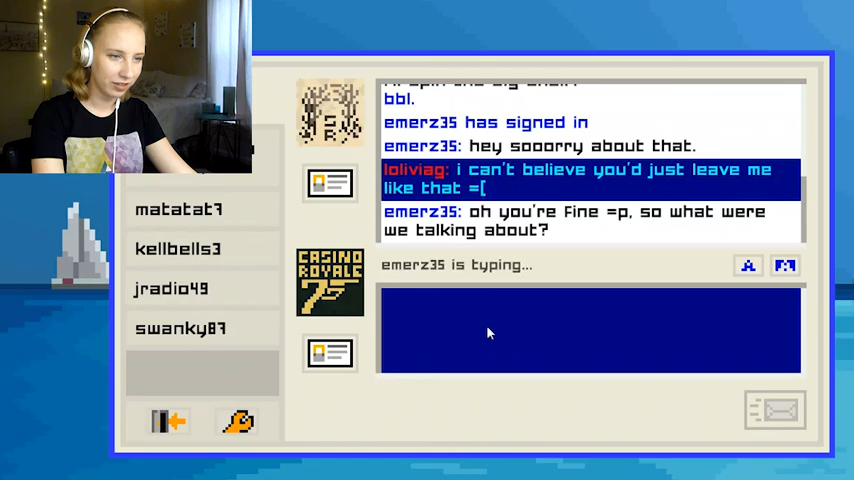 bbl.
emerz35 has signed in
emerz35: hey sooorry about that.
loliviag: i can't believe you'd just leave me
like that =[
emerz35: oh you're fine =p, so what were
we talking about?
emerz35 is typing...
A
matatat7
kellbells3
jradio49
swanky87
SR
CASINO
ROYALE
7